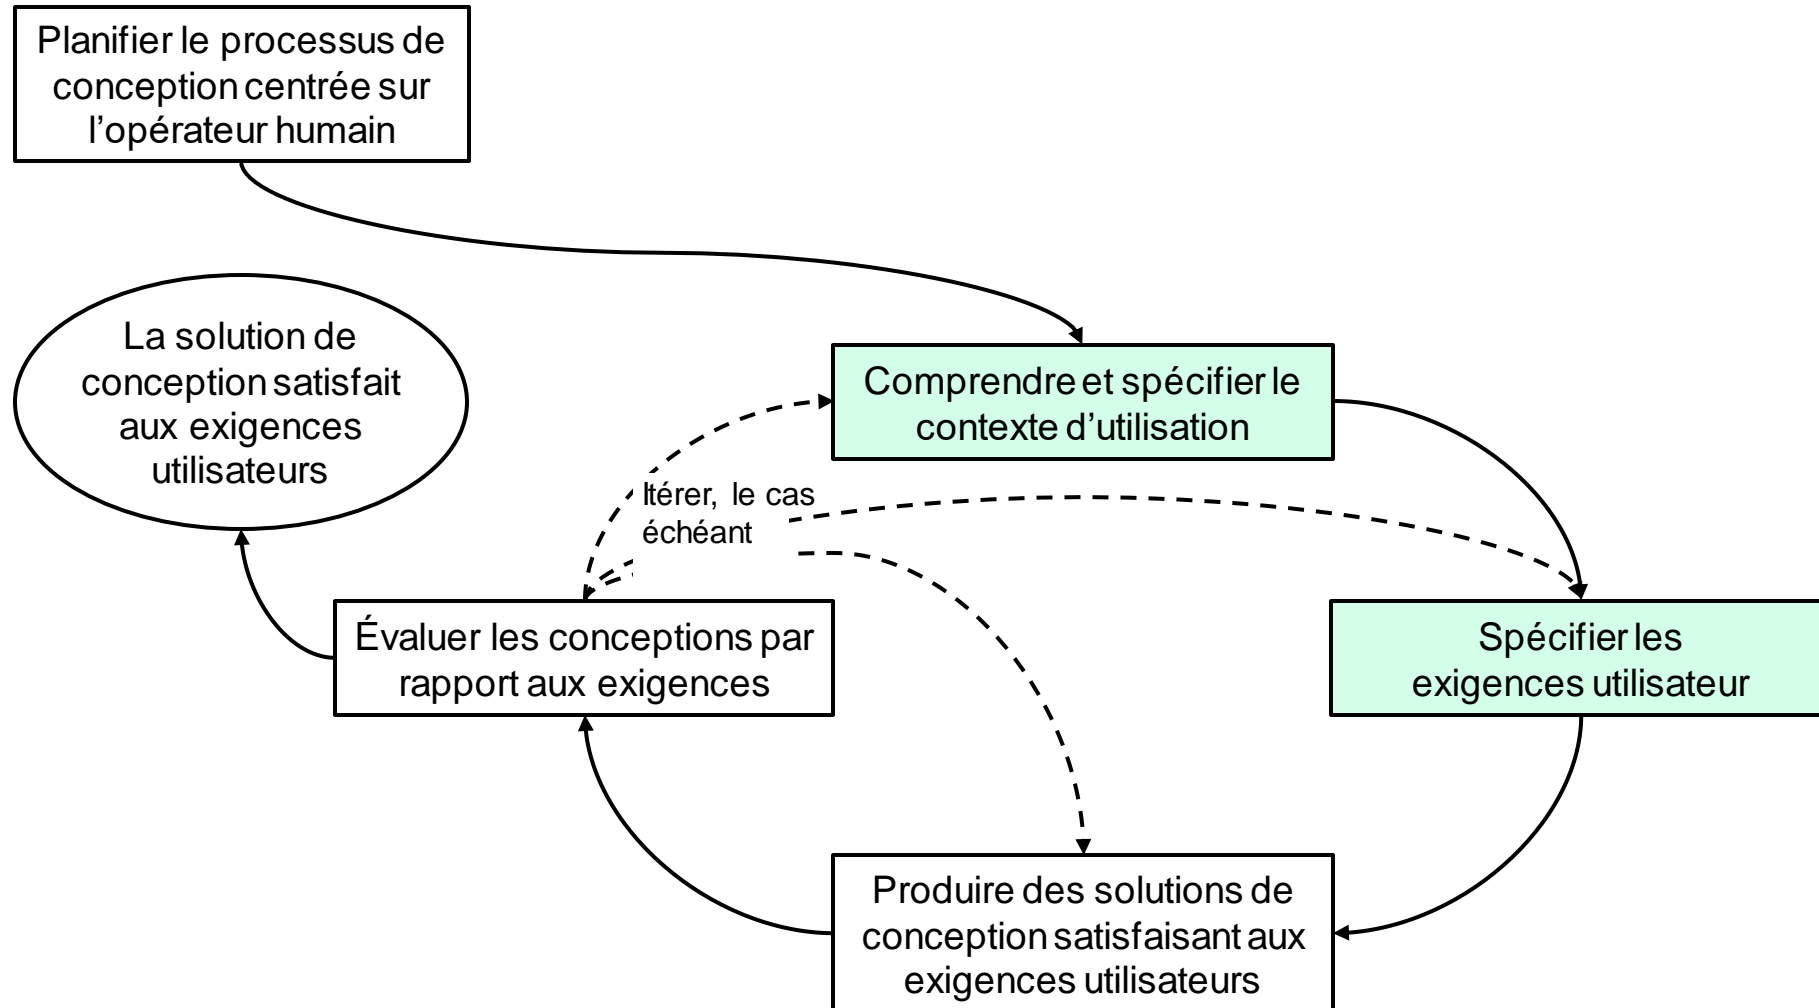 Planifier le processus de
conception centrée sur
l'opérateur humain
La solution de
conception satisfait
aux exigences
utilisateurs
Comprendre et spécifier le
contexte d'utilisation
Itérer, le cas
échéant
Évaluer les conceptions par
rapport aux exigences
Spécifier les
exigences utilisateur
Produire des solutions de
conception satisfaisant aux
exigences utilisateurs